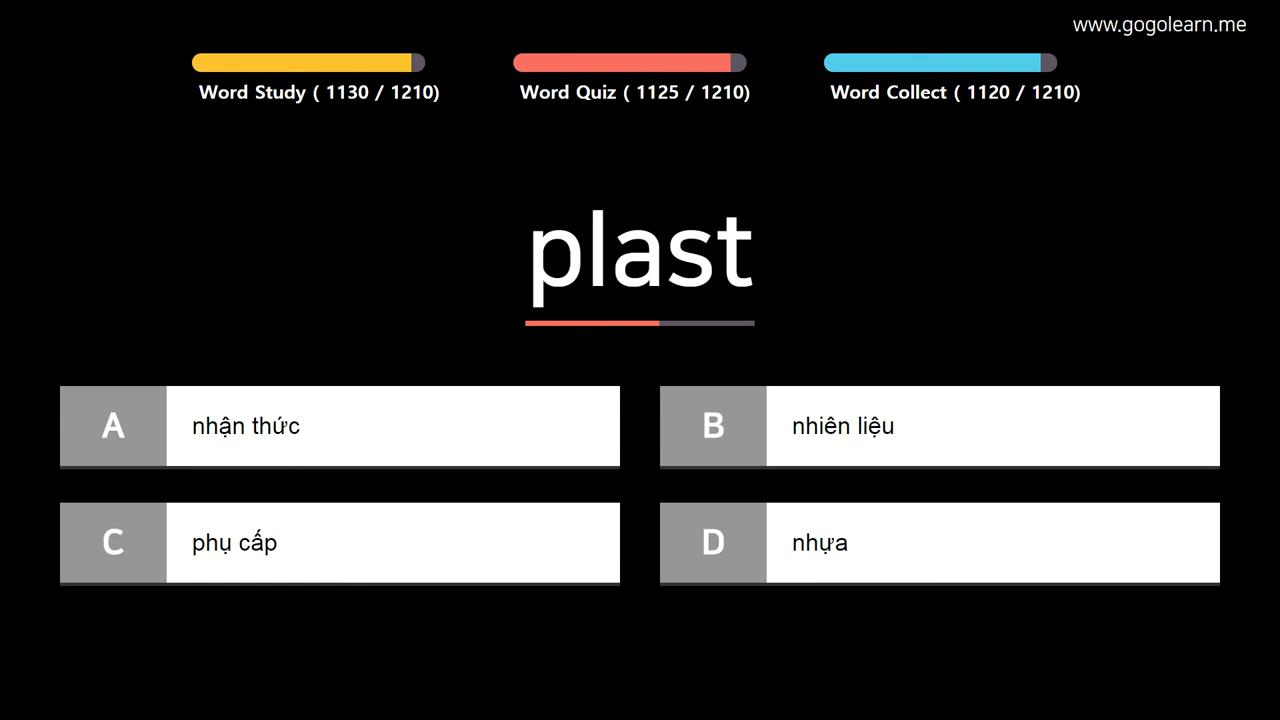 www.gogolearn.me
Word Study ( 1130 / 1210)
Word Quiz ( 1125 / 1210)
Word Collect ( 1120 / 1210)
plast
A nhận thức
B nhiên liệu
C phụ cấp
D nhựa